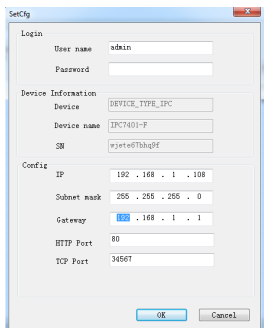 SetCfg
Login
User name admin
Password
Device Information
Device DEVICE_TYPE_IPC
Device name IPC7401-F
SN wjete67bhq9f
Config
IP 192 . 168 . 1 . 108
Subnet mask 255 . 255 . 255 . 0
Gateway 192 . 168 . 1 . 1
HTTP Port 80
TCP Port 34567
OK Cancel